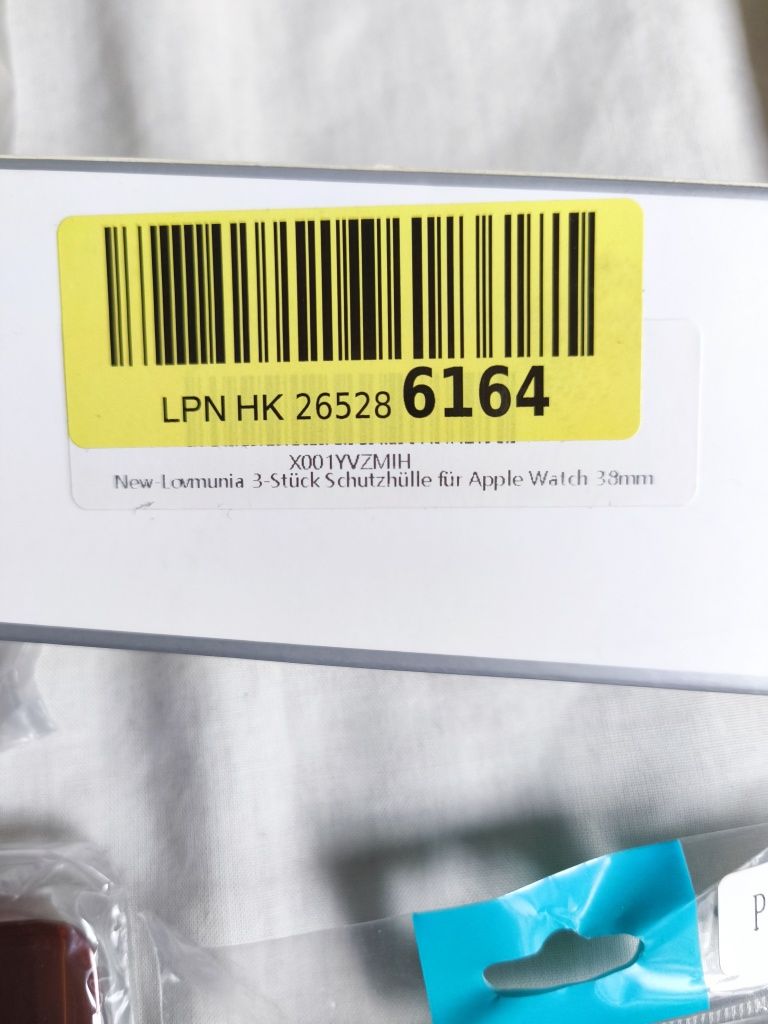 LPN HK 26528 6164
X001YVZMIH
New-Lovmunia 3-Stück Schutzhülle für Apple Watch 38mm
P